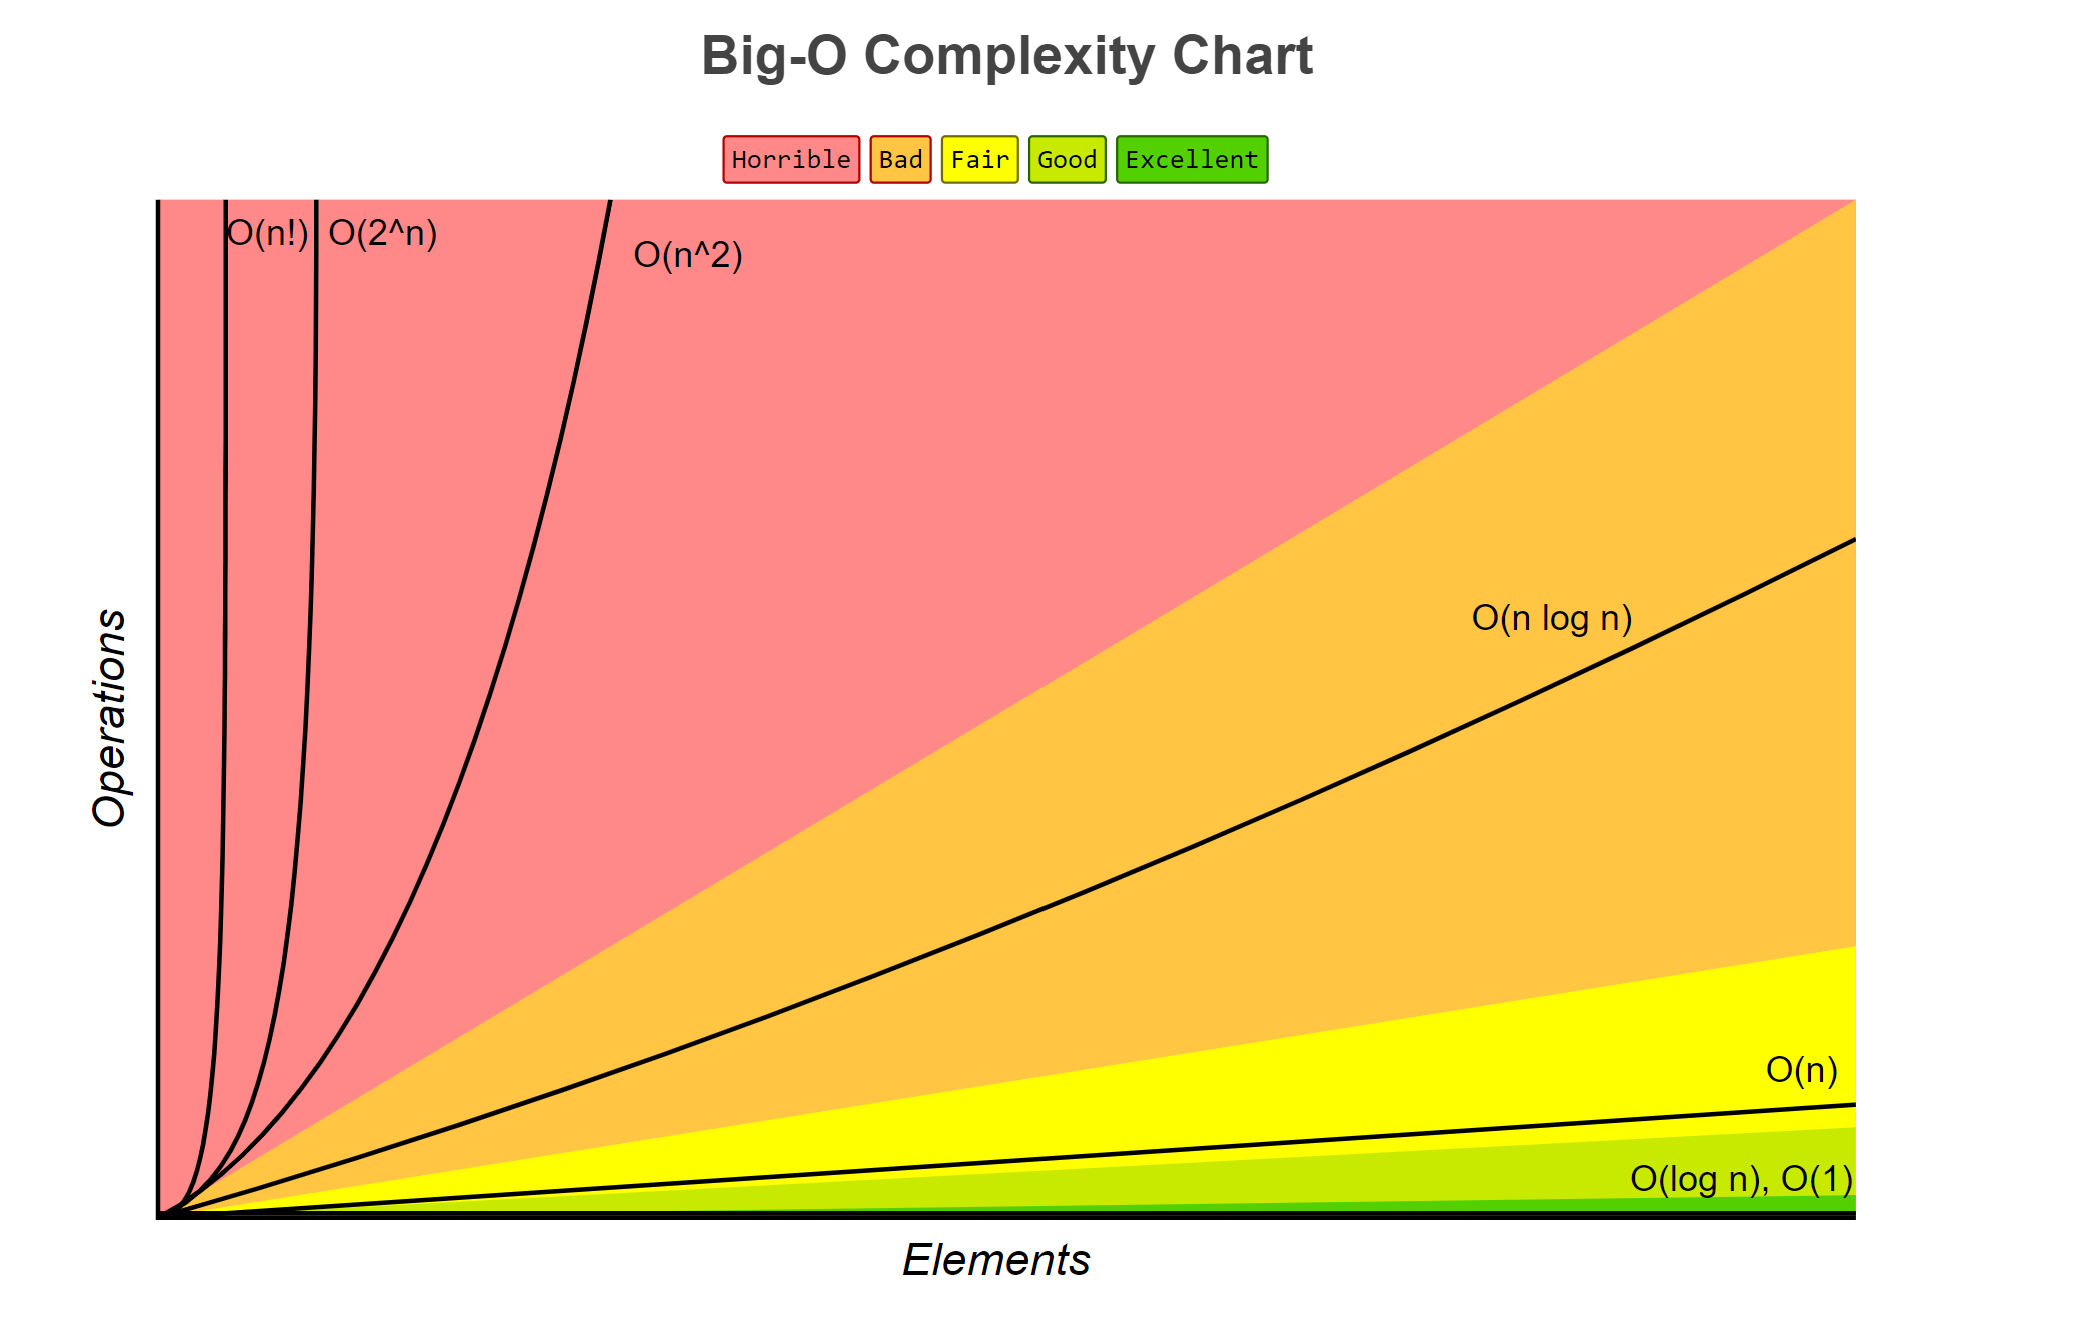 Big-O Complexity Chart
Horrible Bad Fair Good Excellent
O(n!) O(2^n)
O(n^2)
O(n log n)
Operations
O(n)
O(log n), O(1)
Elements